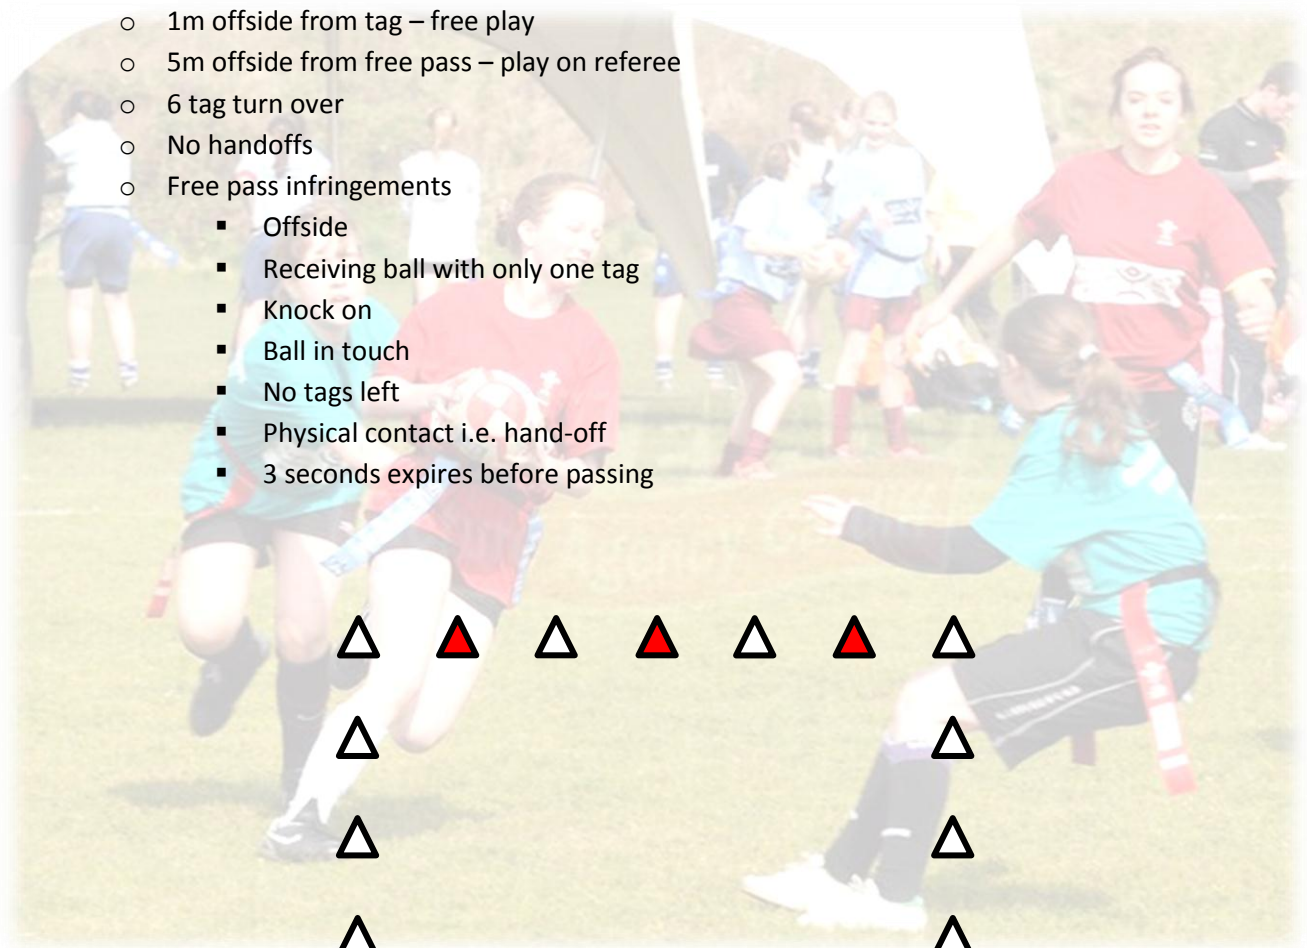 o 1m offside from tag – free play
o 5m offside from free pass – play on referee
o 6 tag turn over
o No handoffs
o Free pass infringements
▪ Offside
▪ Receiving ball with only one tag
▪ Knock on
▪ Ball in touch
▪ No tags left
▪ Physical contact i.e. hand-off
▪ 3 seconds expires before passing